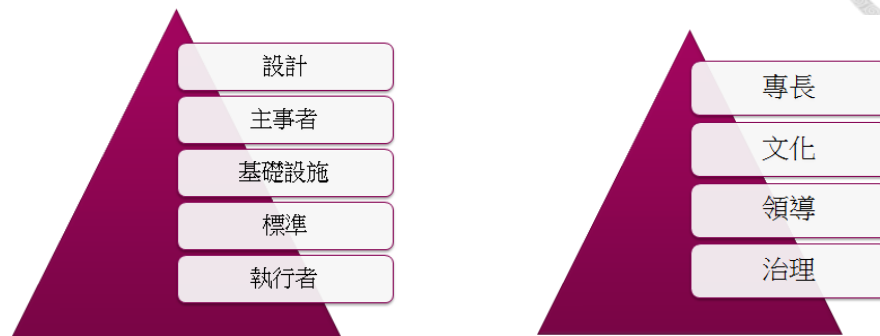 設計
主事者
基礎設施
標準
執行者
專長
文化
領導
治理